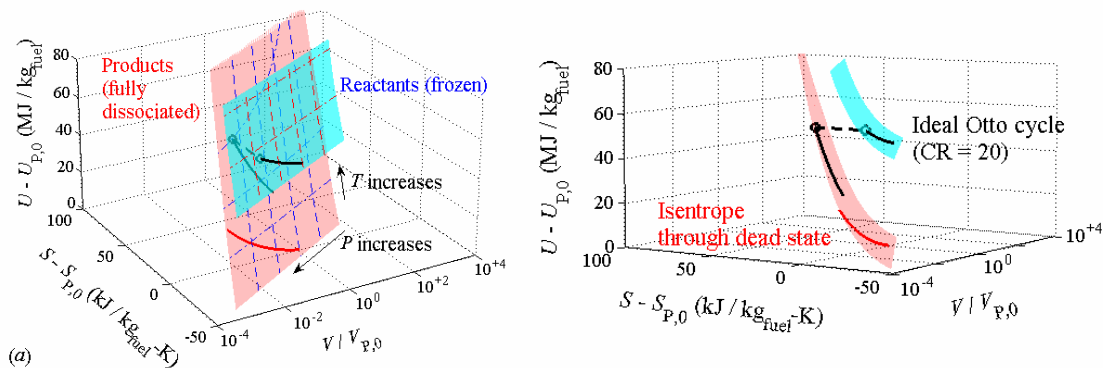 U - U_P,0 (MJ / kg_fuel)
80
60
40
20
0
Products
(fully
dissociated)
Reactants (frozen)
T increases
P increases
100
50
0
-50
S - S_P,0 (kJ / kg_fuel-K)
10^-4
10^-2
10^0
10^+2
10^+4
V / V_P,0
(a)
U - U_P,0 (MJ / kg_fuel)
80
60
40
20
0
Ideal Otto cycle
(CR = 20)
Isentrope
through dead state
100
50
0
-50
S - S_P,0 (kJ / kg_fuel-K)
10^-4
10^0
10^+4
V / V_P,0